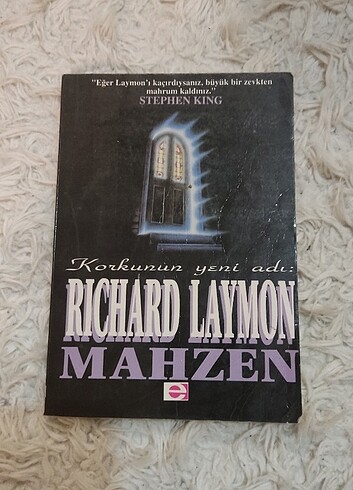 "Eğer Laymon'ı kaçırdıysanız, büyük bir zevkten
mahrum kaldınız."
STEPHEN KING
Korkunun yeni adı:
RICHARD LAYMON
MAHZEN
e